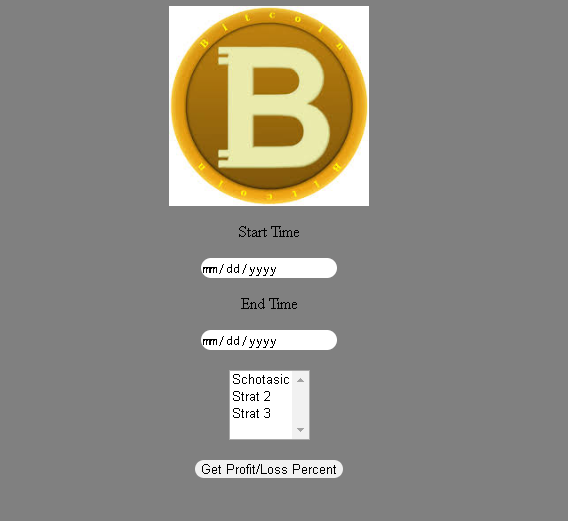 Bitcoin
B
Bitcoin
Start Time
mm/dd/yyyy
End Time
mm/dd/yyyy
Schotasic
Strat 2
Strat 3
Get Profit/Loss Percent